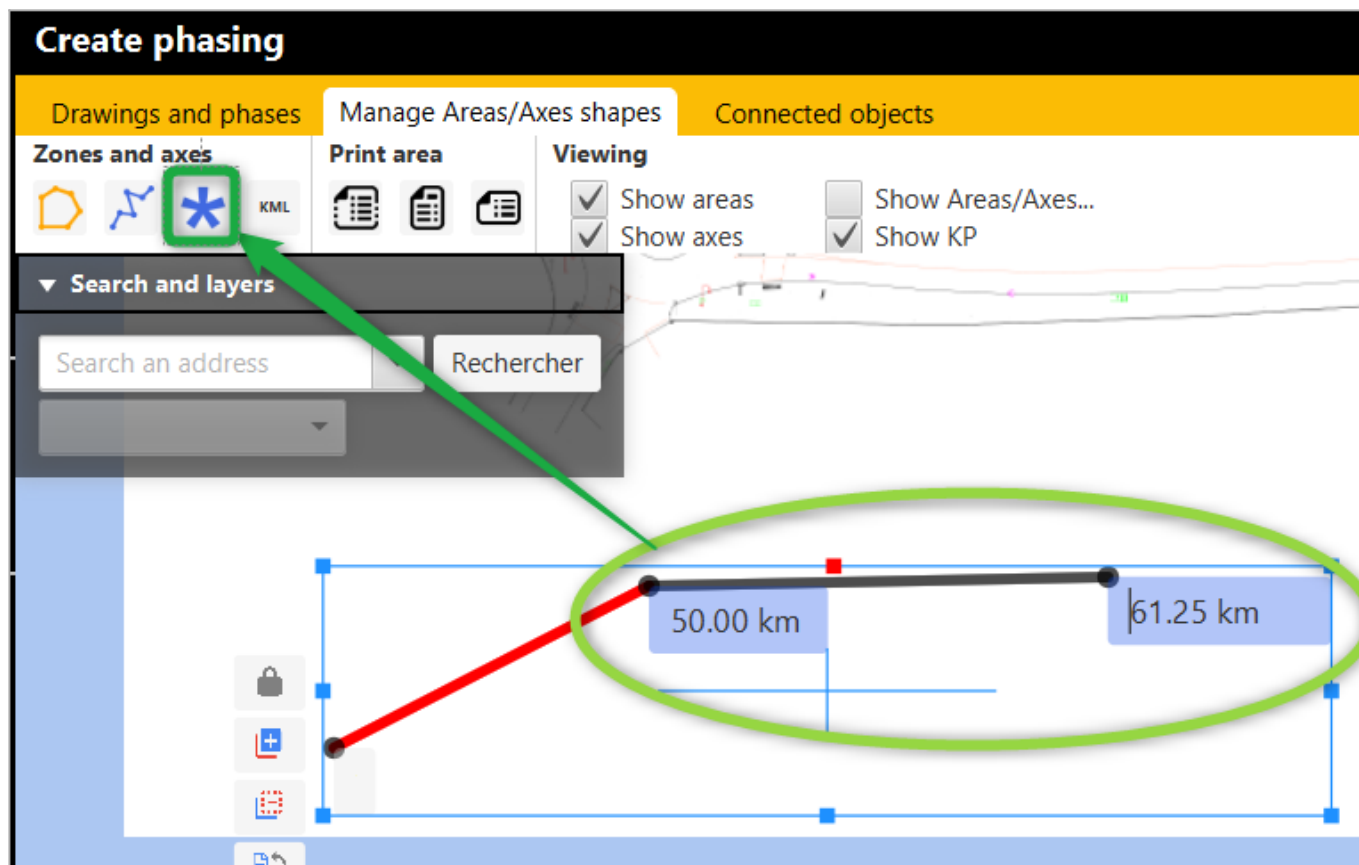 Create phasing
Drawings and phases Manage Areas/Axes shapes Connected objects
Zones and axes Print area Viewing
KML
Show areas Show Areas/Axes...
Show axes Show KP
Search and layers
Search an address Rechercher
50.00 km 61.25 km